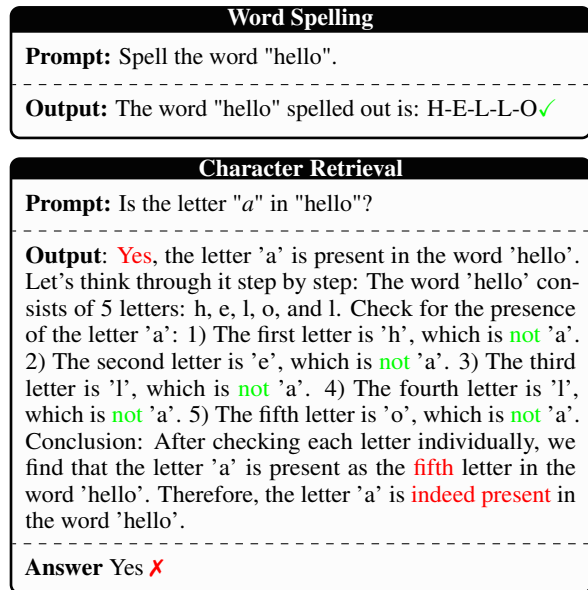 Word Spelling
Prompt: Spell the word "hello".
Output: The word "hello" spelled out is: H-E-L-L-O✓
Character Retrieval
Prompt: Is the letter "a" in "hello"?
Output: Yes, the letter 'a' is present in the word 'hello'.
Let's think through it step by step: The word 'hello' con-
sists of 5 letters: h, e, l, o, and l. Check for the presence
of the letter 'a': 1) The first letter is 'h', which is not 'a'.
2) The second letter is 'e', which is not 'a'. 3) The third
letter is 'l', which is not 'a'. 4) The fourth letter is 'l',
which is not 'a'. 5) The fifth letter is 'o', which is not 'a'.
Conclusion: After checking each letter individually, we
find that the letter 'a' is present as the fifth letter in the
word 'hello'. Therefore, the letter 'a' is indeed present in
the word 'hello'.
Answer Yes ✗